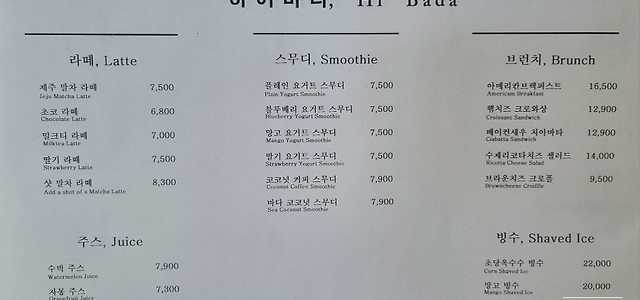 하이바다, "Hi" Bada
라떼, Latte
제주 말차 라떼 7,500
Jeju Matcha Latte
초코 라떼 6,800
Chocolate Latte
밀크티 라떼 7,000
Milktea Latte
딸기 라떼 7,500
Strawberry Latte
샷 말차 라떼 8,300
Add a shot of a Matcha Latte
주스, Juice
수박 주스 7,900
Watermelon Juice
자몽 주스 7,300
Grapefruit Juice
스무디, Smoothie
플레인 요거트 스무디 7,500
Plain Yogurt Smoothie
블루베리 요거트 스무디 7,500
Blueberry Yogurt Smoothie
망고 요거트 스무디 7,500
Mango Yogurt Smoothie
딸기 요거트 스무디 7,500
Strawberry Yogurt Smoothie
코코넛 커피 스무디 7,900
Coconut Coffee Smoothie
바다 코코넛 스무디 7,900
Sea Coconut Smoothie
브런치, Brunch
아메리칸브랙퍼스트 16,500
American Breakfast
햄치즈 크로와상 12,900
Croissant Sandwich
베이컨새우 치아바타 12,900
Ciabatta Sandwich
수제리코타치즈 샐러드 14,000
Ricotta Cheese Salad
브라운치즈 크로플 9,500
Browncheese Croffle
빙수, Shaved Ice
초당옥수수 빙수 22,000
Corn Shaved Ice
망고 빙수 20,000
Mango Shaved Ice